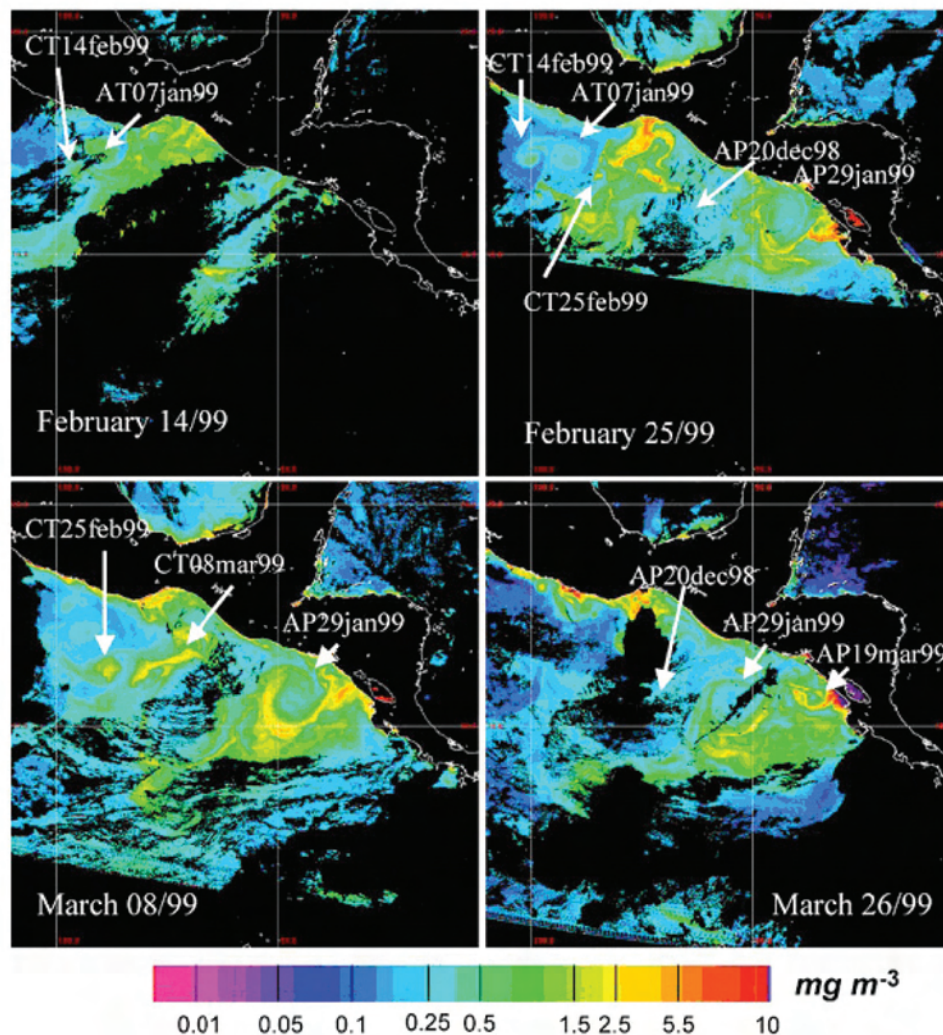 CT14feb99
AT07jan99
February 14/99
CT14feb99
AT07jan99
AP20dec98
AP29jan99
CT25feb99
February 25/99
CT25feb99
CT08mar99
AP29jan99
March 08/99
AP20dec98
AP29jan99
AP19mar99
March 26/99
0.01 0.05 0.1 0.25 0.5 1.5 2.5 5.5 10 mg m-3